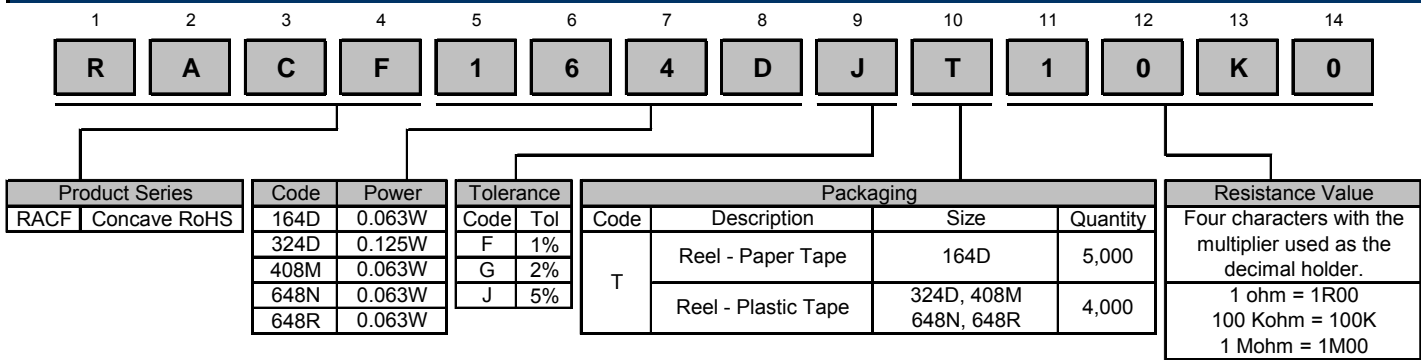 1 2 3 4 5 6 7 8 9 10 11 12 13 14
R A C F 1 6 4 D J T 1 0 K 0
Product Series
RACF Concave RoHS
Code Power
164D 0.063W
324D 0.125W
408M 0.063W
648N 0.063W
648R 0.063W
Tolerance
Code Tol
F 1%
G 2%
J 5%
Packaging
Code Description Size Quantity
T
Reel - Paper Tape 164D 5,000
Reel - Plastic Tape 324D, 408M
648N, 648R 4,000
Resistance Value
Four characters with the
multiplier used as the
decimal holder.
1 ohm = 1R00
100 Kohm = 100K
1 Mohm = 1M00